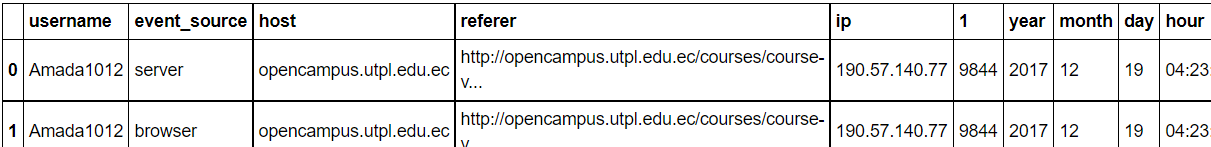 username event_source host referer ip 1 year month day hour
0 Amada1012 server opencampus.utpl.edu.ec http://opencampus.utpl.edu.ec/courses/course-v... 190.57.140.77 9844 2017 12 19 04:23:
1 Amada1012 browser opencampus.utpl.edu.ec http://opencampus.utpl.edu.ec/courses/course-v 190.57.140.77 9844 2017 12 19 04:23: